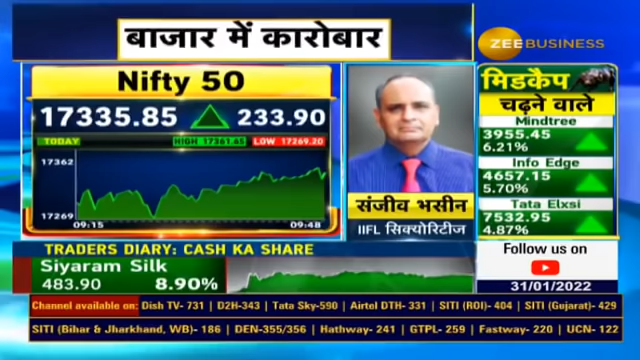 बाजार में कारोबार
ZEE BUSINESS
Nifty 50
17335.85 233.90
TODAY HIGH 17361.65 LOW 17269.20
17362
17269
09:15 09:48
संजीव भसीन
IIFL सिक्योरिटीज
मिडकैप
चढ़ने वाले
Mindtree
3955.45
6.21%
Info Edge
4657.15
5.70%
Tata Elxsi
7532.95
4.87%
TRADERS DIARY: CASH KA SHARE
Siyaram Silk
483.90 8.90%
Follow us on
31/01/2022
Channel available on: Dish TV- 731 | D2H-343 | Tata Sky-590 | Airtel DTH- 331 | SITI (ROI)- 404 | SITI (Gujarat)- 429
SITI (Bihar & Jharkhand, WB)- 186 | DEN-355/356 | Hathway- 241 | GTPL- 259 | Fastway- 220 | UCN- 122